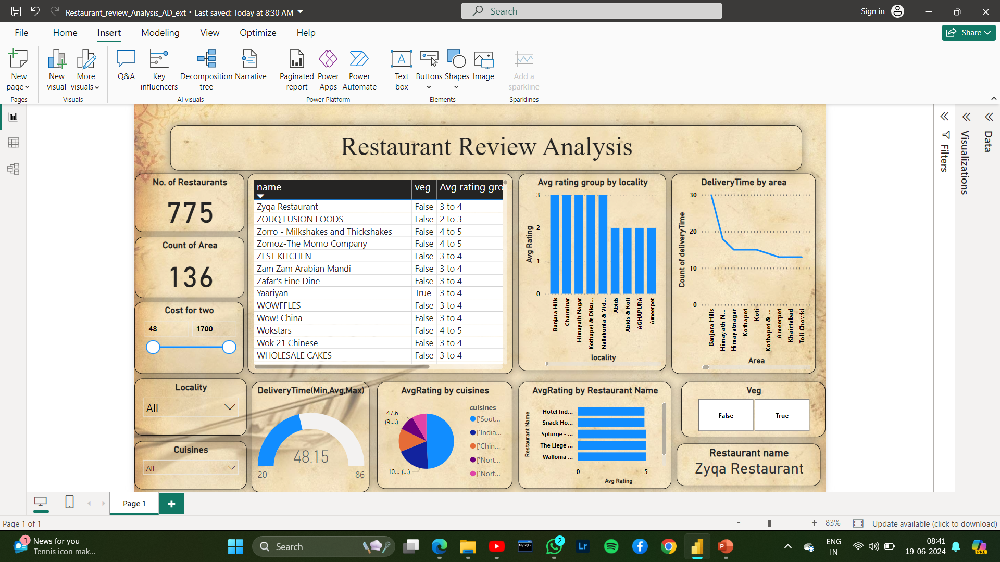 Restaurant_review_Analysis_AD_ext • Last saved: Today at 8:30 AM
Search
Sign in
File Home Insert Modeling View Optimize Help
Share
New page
New visual
More visuals
Q&A
Key influencers
Decomposition tree
Narrative
Paginated report
Power Apps
Power Automate
Text box
Buttons
Shapes
Image
Add a sparkline
Pages Visuals AI visuals Power Platform Elements Sparklines
Filters
Visualizations
Data
Restaurant Review Analysis
No. of Restaurants
775
Count of Area
136
Cost for two
48 1700
Locality
All
Cuisines
All
name veg Avg rating gro
Zyqa Restaurant False 3 to 4
ZOUQ FUSION FOODS False 2 to 3
Zorro - Milkshakes and Thickshakes False 4 to 5
Zomoz-The Momo Company False 4 to 5
ZEST KITCHEN False 3 to 4
Zam Zam Arabian Mandi False 3 to 4
Zafar's Fine Dine False 3 to 4
Yaariyan True 3 to 4
WOWFFLES False 3 to 4
Wow! China False 3 to 4
Wokstars False 4 to 5
Wok 21 Chinese False 3 to 4
WHOLESALE CAKES False 3 to 4
Avg rating group by locality
Avg Rating
3
2
1
0
Banjara Hills
Charminar
Himayath Nagar
Kothapet & Dilsu...
Nallakunta & Vid...
Abids
Abids & Koti
AGHAPURA
Ameerpet
locality
DeliveryTime by area
Count of deliveryTime
30
20
10
0
Banjara Hills
Himayath N...
Himayatnagar
Kothapet
Koti
Kothapet & ...
Ameerpet
Khairtabad
Toli Chowki
Area
DeliveryTime(Min,Avg,Max)
48.15
20 86
AvgRating by cuisines
47.6
(9....)
10... (...)
cuisines
['Sout...
['India...
['Chin...
['Nort...
['Nort...
AvgRating by Restaurant Name
Restaurant Name
Hotel Ind...
Snack Ho...
Splurge - ...
The Liege ...
Wallonia ...
0 5
Avg Rating
Veg
False True
Restaurant name
Zyqa Restaurant
Page 1
+
Page 1 of 1
- + 83%
Update available (click to download)
1
News for you
Tennis icon mak...
Search
MySQL
2
Lr
P
ENG
IN
08:41
19-06-2024
PRE